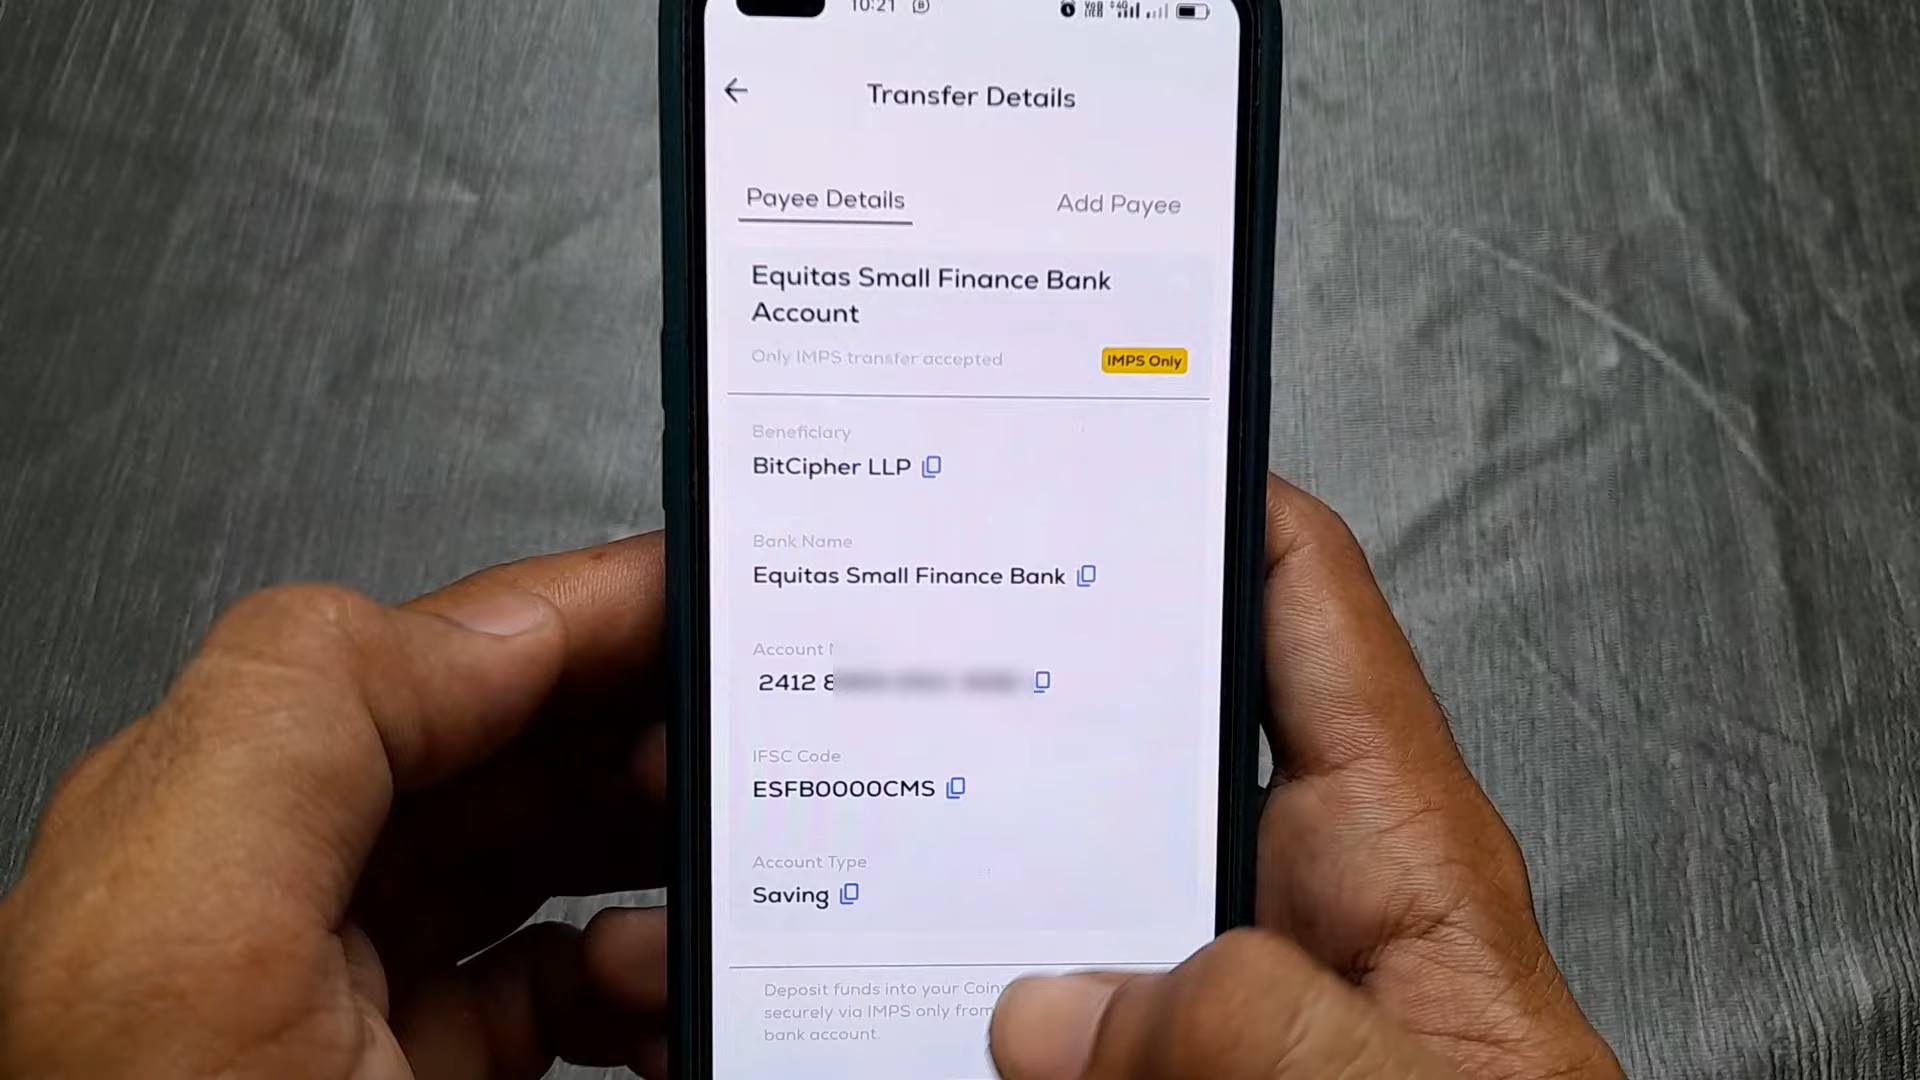 10:21
Transfer Details
Payee Details
Add Payee
Equitas Small Finance Bank
Account
Only IMPS transfer accepted
IMPS Only
Beneficiary
BitCipher LLP
Bank Name
Equitas Small Finance Bank
Account
2412 8
IFSC Code
ESFB0000CMS
Account Type
Saving
Deposit funds into your Coins
securely via IMPS only from
bank account.